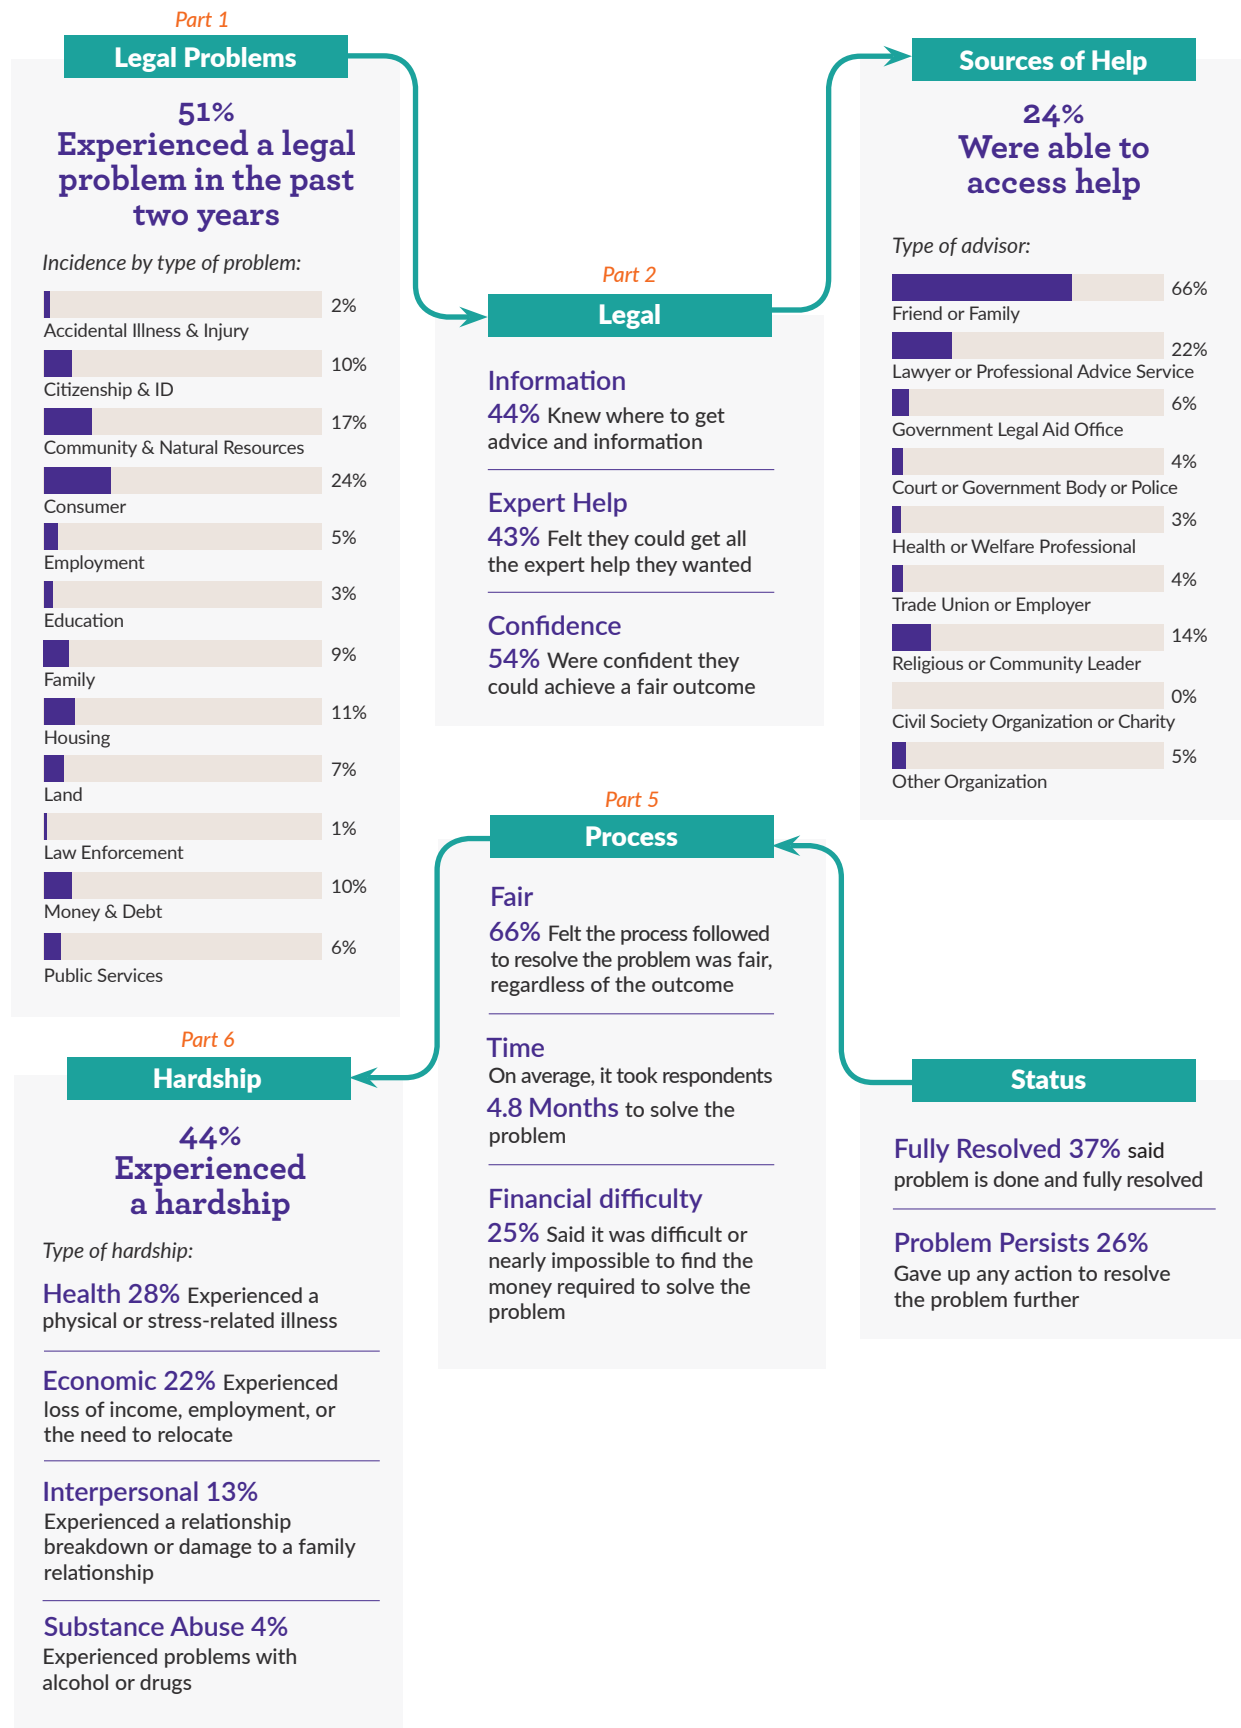 Part 1
Legal Problems
51%
Experienced a legal
problem in the past
two years
Incidence by type of problem:
2%
Accidental Illness & Injury
10%
Citizenship & ID
17%
Community & Natural Resources
24%
Consumer
5%
Employment
3%
Education
9%
Family
11%
Housing
7%
Land
1%
Law Enforcement
10%
Money & Debt
6%
Public Services
Part 2
Legal
Information
44% Knew where to get
advice and information
Expert Help
43% Felt they could get all
the expert help they wanted
Confidence
54% Were confident they
could achieve a fair outcome
Sources of Help
24%
Were able to
access help
Type of advisor:
66%
Friend or Family
22%
Lawyer or Professional Advice Service
6%
Government Legal Aid Office
4%
Court or Government Body or Police
3%
Health or Welfare Professional
4%
Trade Union or Employer
14%
Religious or Community Leader
0%
Civil Society Organization or Charity
5%
Other Organization
Status
Fully Resolved 37% said
problem is done and fully resolved
Problem Persists 26%
Gave up any action to resolve
the problem further
Part 5
Process
Fair
66% Felt the process followed
to resolve the problem was fair,
regardless of the outcome
Time
On average, it took respondents
4.8 Months to solve the
problem
Financial difficulty
25% Said it was difficult or
nearly impossible to find the
money required to solve the
problem
Part 6
Hardship
44%
Experienced
a hardship
Type of hardship:
Health 28% Experienced a
physical or stress-related illness
Economic 22% Experienced
loss of income, employment, or
the need to relocate
Interpersonal 13%
Experienced a relationship
breakdown or damage to a family
relationship
Substance Abuse 4%
Experienced problems with
alcohol or drugs